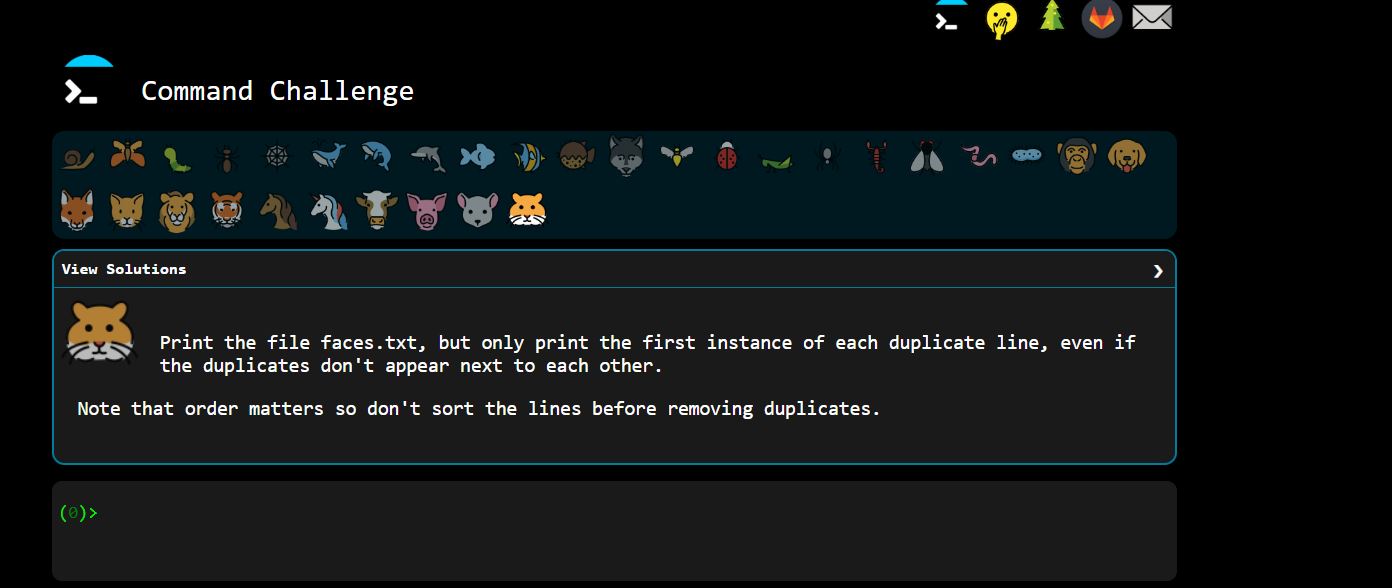 Command Challenge
View Solutions
Print the file faces.txt, but only print the first instance of each duplicate line, even if
the duplicates don't appear next to each other.
Note that order matters so don't sort the lines before removing duplicates.
(0)>